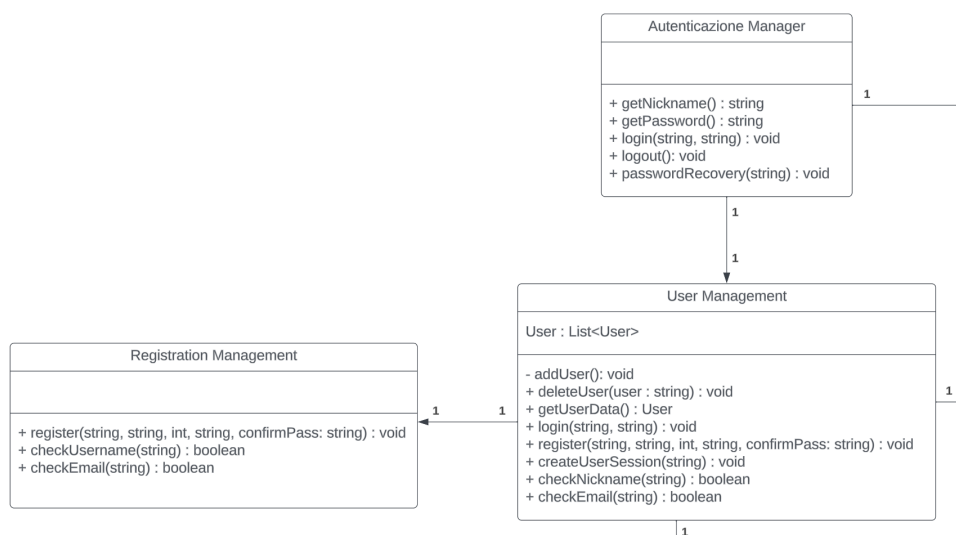 Autenticazione Manager
+ getNickname() : string
+ getPassword() : string
+ login(string, string) : void
+ logout(): void
+ passwordRecovery(string) : void
1
1
1
User Management
User : List<User>
- addUser(): void
+ deleteUser(user : string) : void
+ getUserData() : User
+ login(string, string) : void
+ register(string, string, int, string, confirmPass: string) : void
+ createUserSession(string) : void
+ checkNickname(string) : boolean
+ checkEmail(string) : boolean
1
1
1
1
Registration Management
+ register(string, string, int, string, confirmPass: string) : void
+ checkUsername(string) : boolean
+ checkEmail(string) : boolean